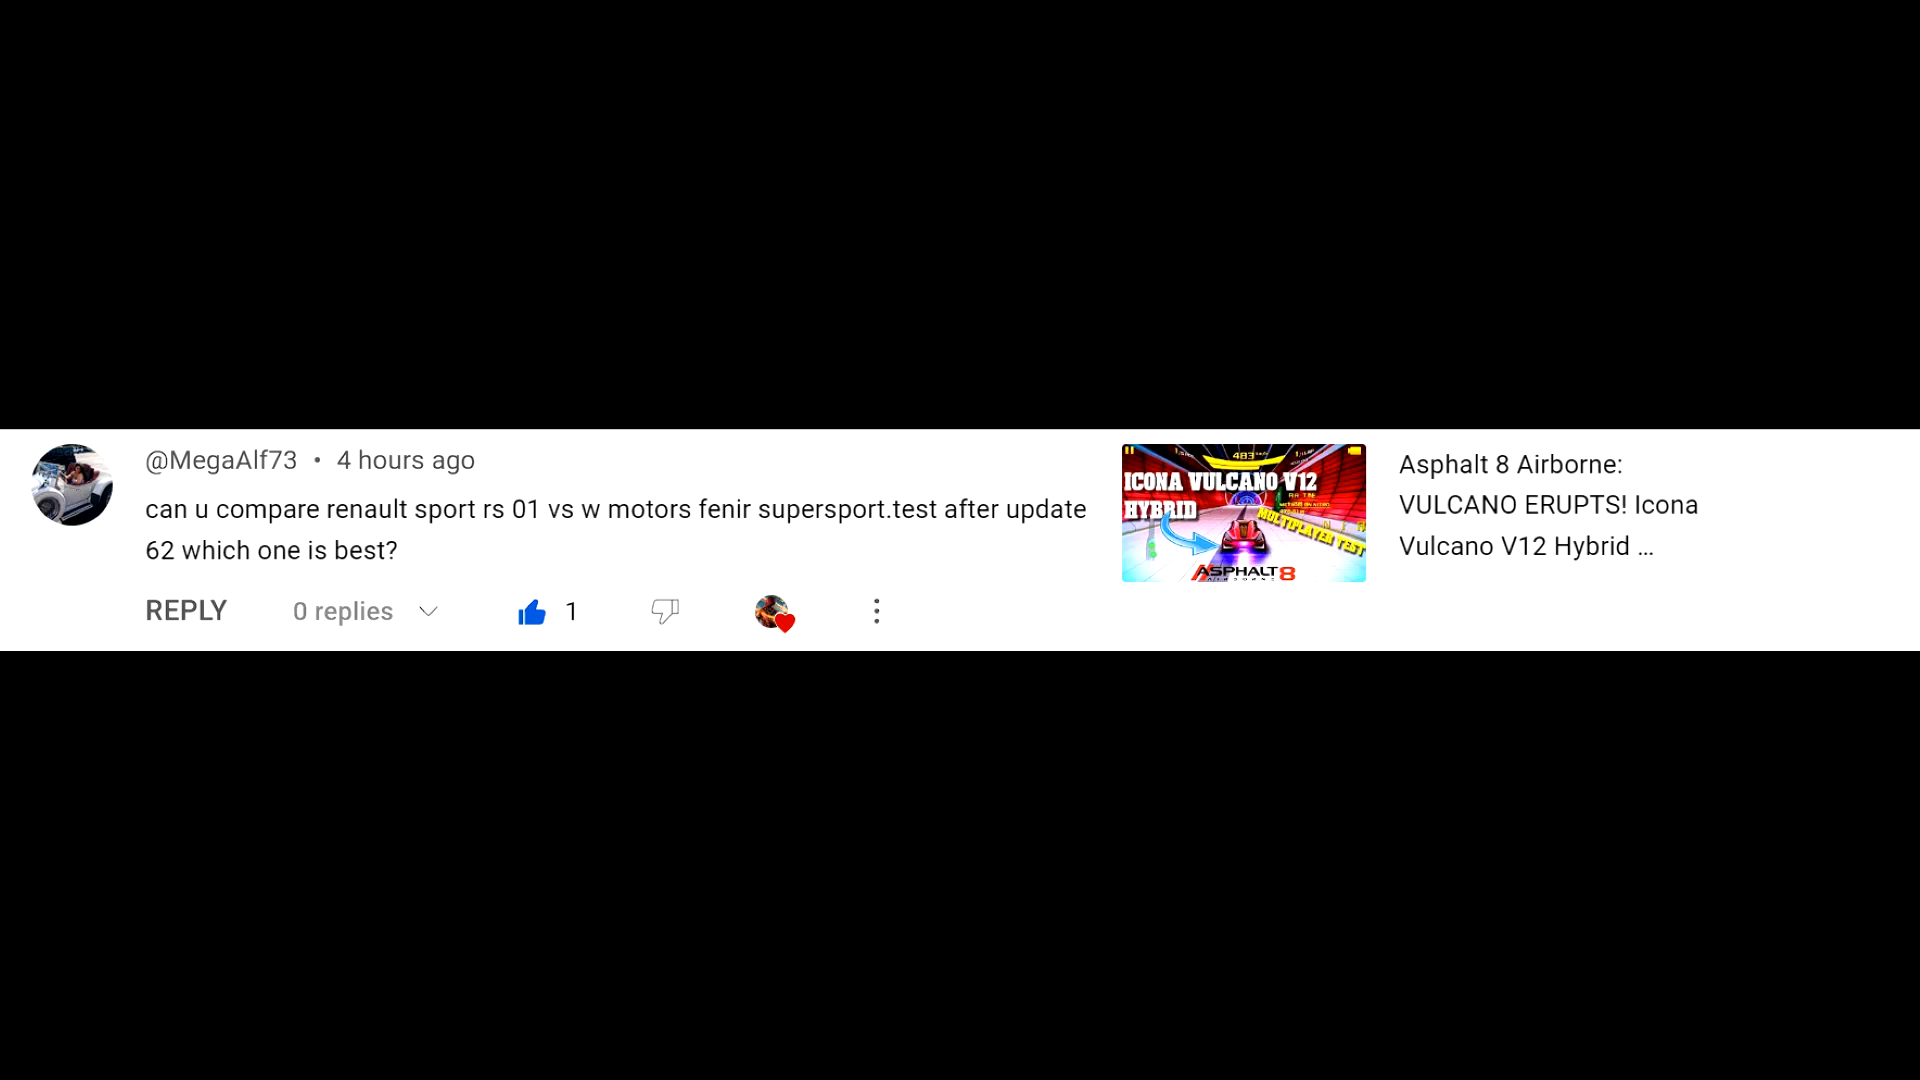 @MegaAlf73 • 4 hours ago
can u compare renault sport rs 01 vs w motors fenir supersport.test after update
62 which one is best?
REPLY 0 replies 1
483
ICONA VULCANO V12
HYBRID
MULTIPLAYER TEST
ASPHALT 8
Asphalt 8 Airborne:
VULCANO ERUPTS! Icona
Vulcano V12 Hybrid ...